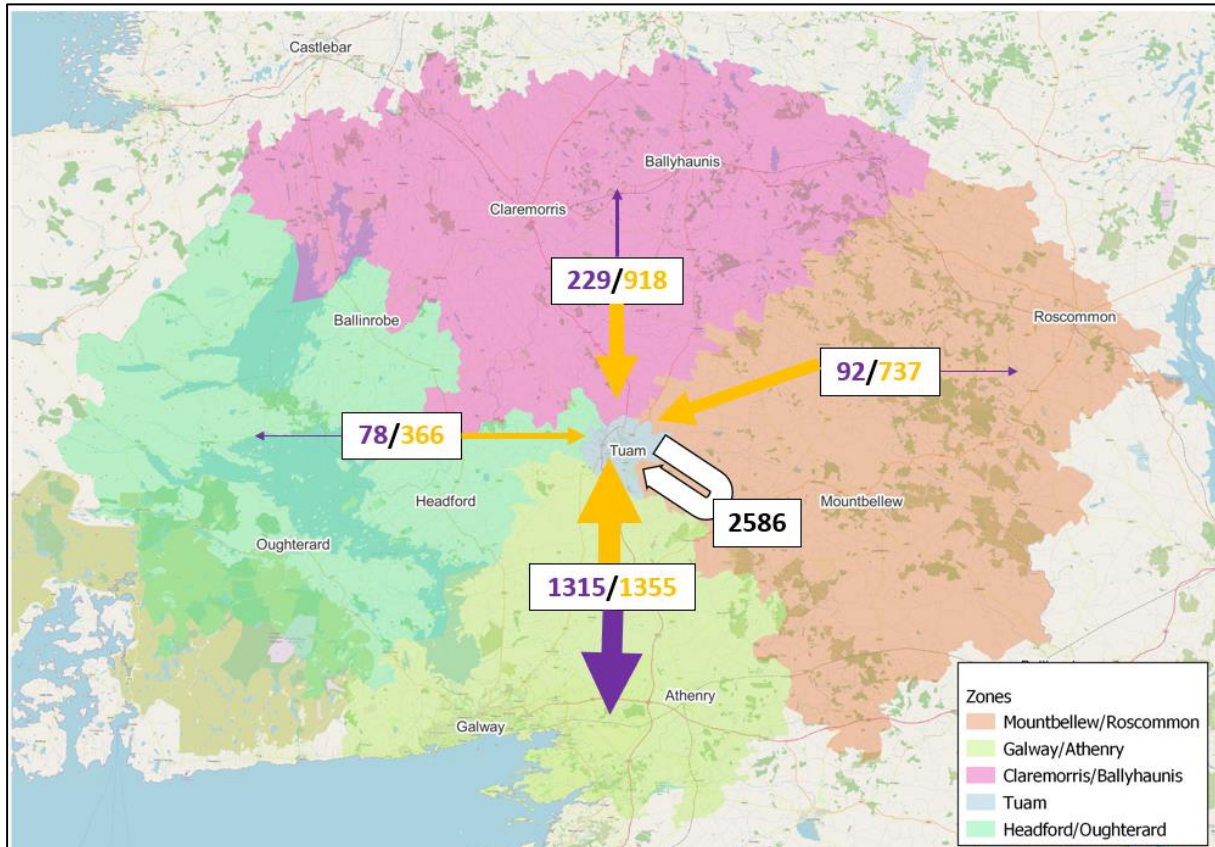 Castlebar
Ballyhaunis
Claremorris
229/918
Ballinrobe
Roscommon
92/737
78/366
Tuam
Headford
Mountbellew
2586
Oughterard
1315/1355
Athenry
Galway
Zones
Mountbellew/Roscommon
Galway/Athenry
Claremorris/Ballyhaunis
Tuam
Headford/Oughterard